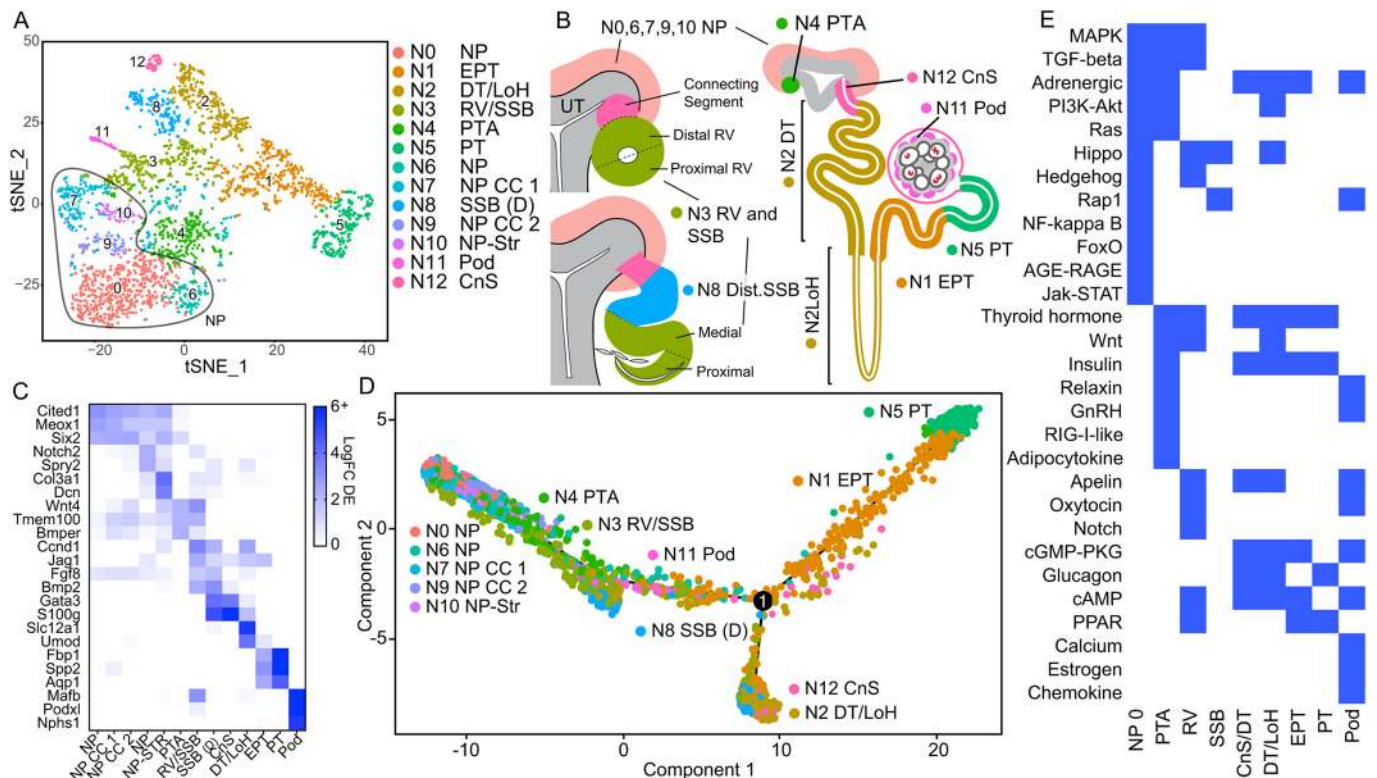 A
50
25
0
−25
tSNE_2
−20
0
20
40
tSNE_1
12
8
2
11
3
1
7
10
5
4
9
0
6
NP
N0 NP
N1 EPT
N2 DT/LoH
N3 RV/SSB
N4 PTA
N5 PT
N6 NP
N7 NP CC 1
N8 SSB (D)
N9 NP CC 2
N10 NP-Str
N11 Pod
N12 CnS
B
N0,6,7,9,10 NP
N4 PTA
UT
Connecting
Segment
Distal RV
Proximal RV
N3 RV and
SSB
N8 Dist.SSB
Medial
Proximal
N12 CnS
N11 Pod
N2 DT
N5 PT
N1 EPT
N2LoH
C
Cited1
Meox1
Six2
Notch2
Spry2
Col3a1
Dcn
Wnt4
Tmem100
Bmper
Ccnd1
Jag1
Fgf8
Bmp2
Gata3
S100g
Slc12a1
Umod
Fbp1
Spp2
Aqp1
Mafb
Podxl
Nphs1
NP
NP CC 1
NP CC 2
NP
NP-STR
PTA
RV/SSB
SSB (D)
CnS
DT/LoH
EPT
PT
Pod
6+
0
LogFC DE
D
5
0
-5
Component 2
-10
0
10
20
Component 1
N5 PT
N1 EPT
N4 PTA
N3 RV/SSB
N0 NP
N6 NP
N7 NP CC 1
N9 NP CC 2
N10 NP-Str
N11 Pod
1
N8 SSB (D)
N12 CnS
N2 DT/LoH
E
MAPK
TGF-beta
Adrenergic
PI3K-Akt
Ras
Hippo
Hedgehog
Rap1
NF-kappa B
FoxO
AGE-RAGE
Jak-STAT
Thyroid hormone
Wnt
Insulin
Relaxin
GnRH
RIG-I-like
Adipocytokine
Apelin
Oxytocin
Notch
cGMP-PKG
Glucagon
cAMP
PPAR
Calcium
Estrogen
Chemokine
NP 0
PTA
RV
SSB
CnS/DT
DT/LoH
EPT
PT
Pod